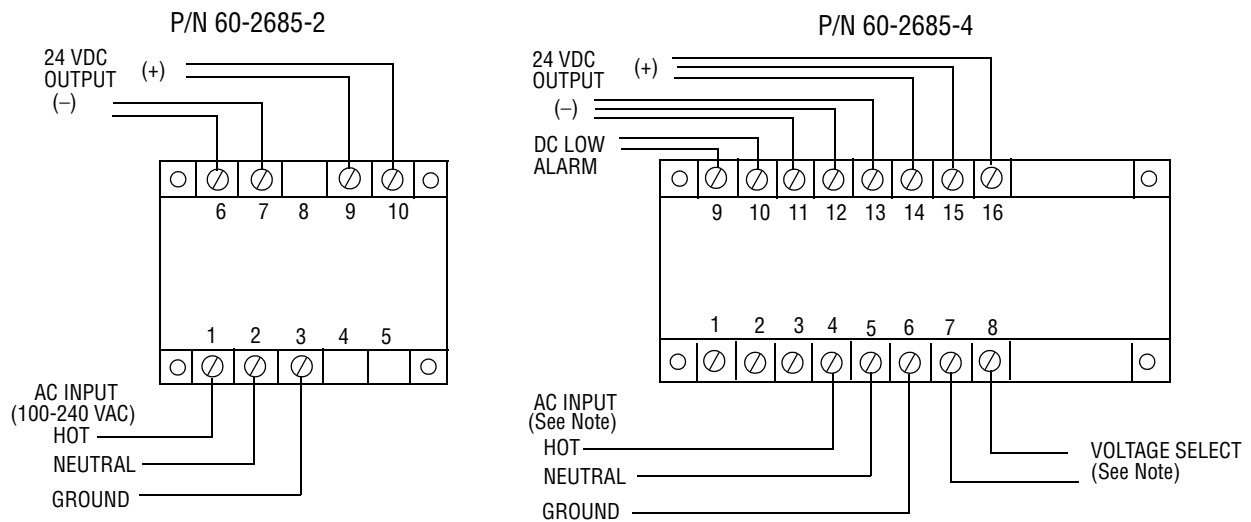 P/N 60-2685-2
24 VDC
OUTPUT
(+)
(–)
6 7 8 9 10
1 2 3 4 5
AC INPUT
(100-240 VAC)
HOT
NEUTRAL
GROUND
P/N 60-2685-4
24 VDC
OUTPUT
(+)
(–)
DC LOW
ALARM
9 10 11 12 13 14 15 16
1 2 3 4 5 6 7 8
AC INPUT
(See Note)
HOT
NEUTRAL
GROUND
VOLTAGE SELECT
(See Note)